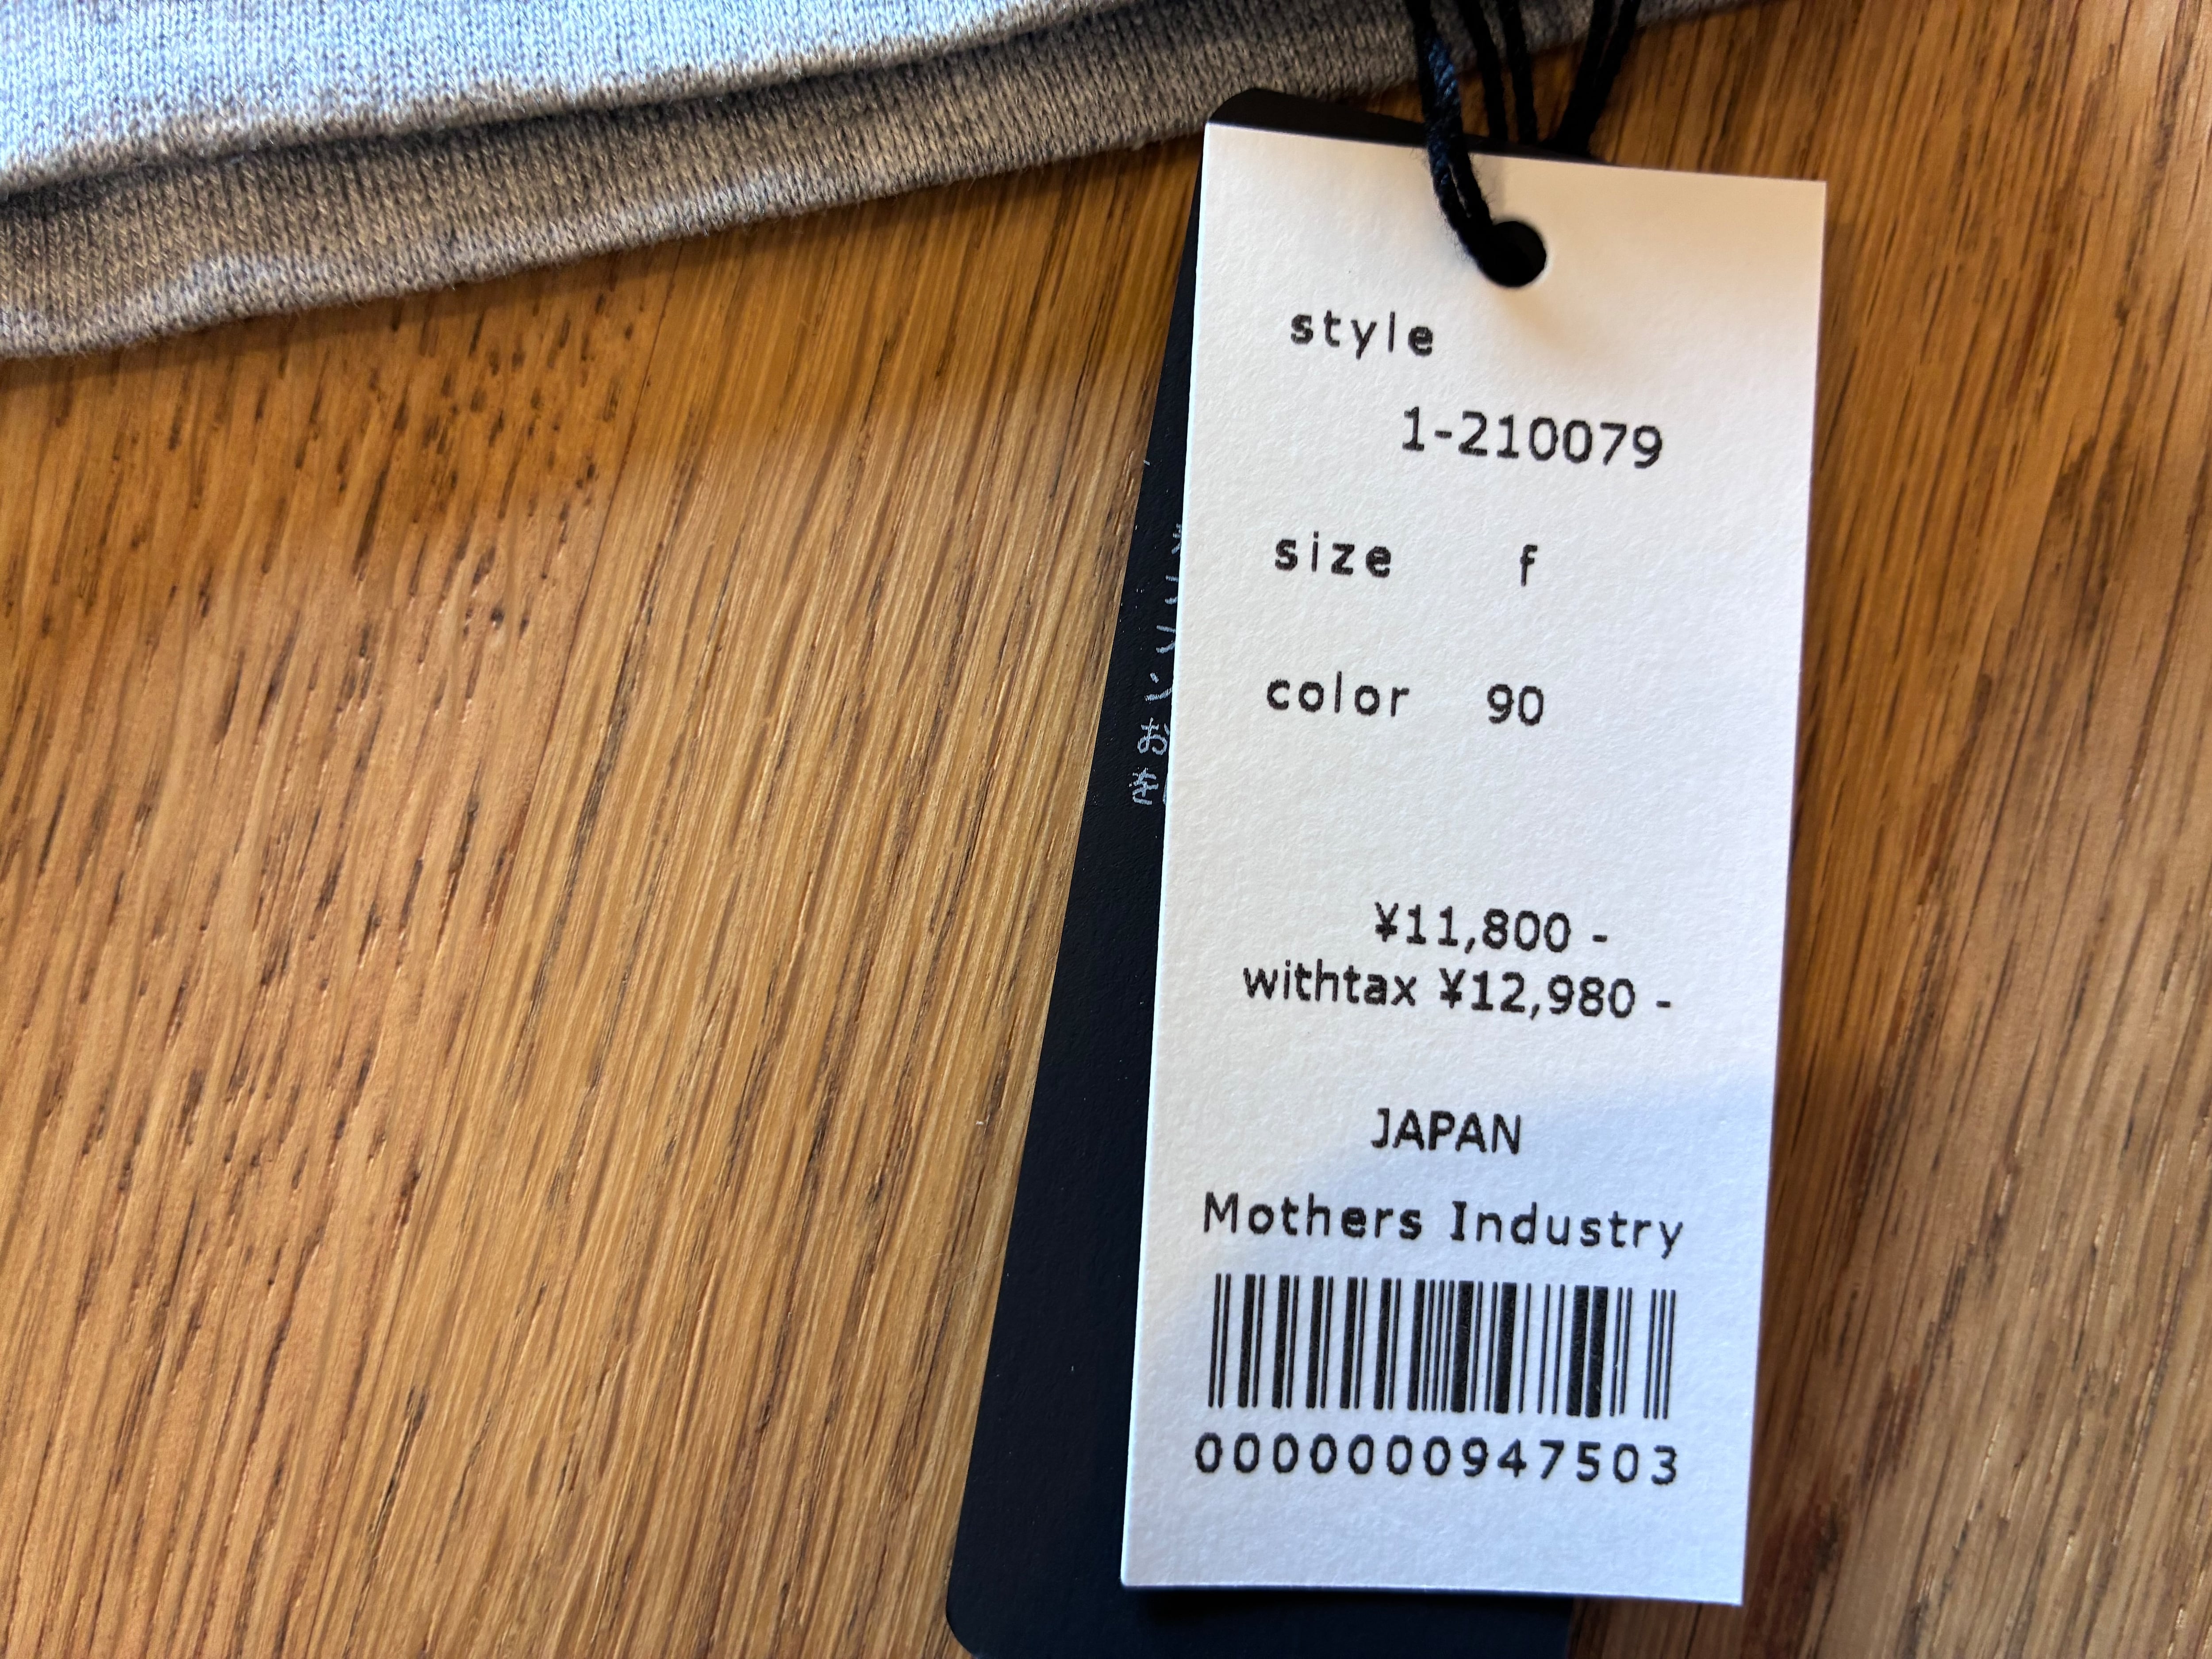 style
1-210079
size f
color 90
¥11,800 -
withtax ¥12,980 -
JAPAN
Mothers Industry
0000000947503